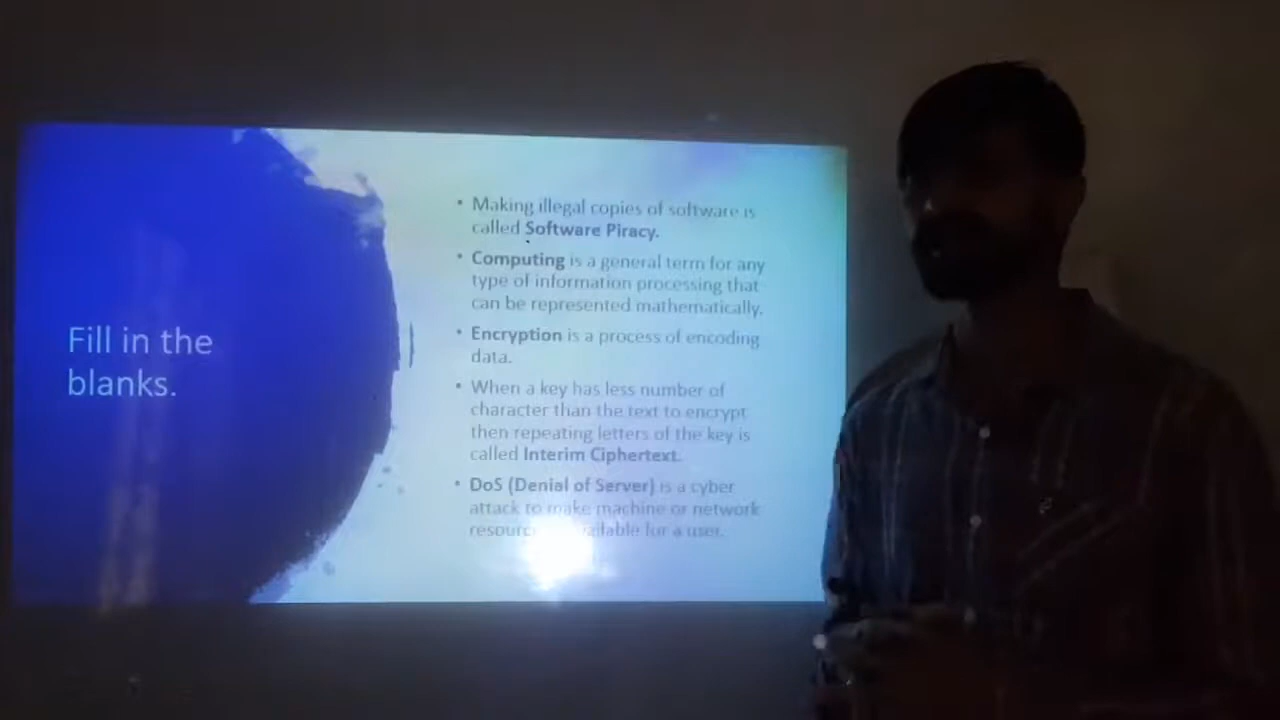 Fill in the
blanks.
• Making illegal copies of software is
called Software Piracy.
• Computing is a general term for any
type of information processing that
can be represented mathematically.
• Encryption is a process of encoding
data.
• When a key has less number of
character than the text to encrypt
then repeating letters of the key is
called Interim Ciphertext.
• DoS (Denial of Server) is a cyber
attack to make machine or network
for a user.